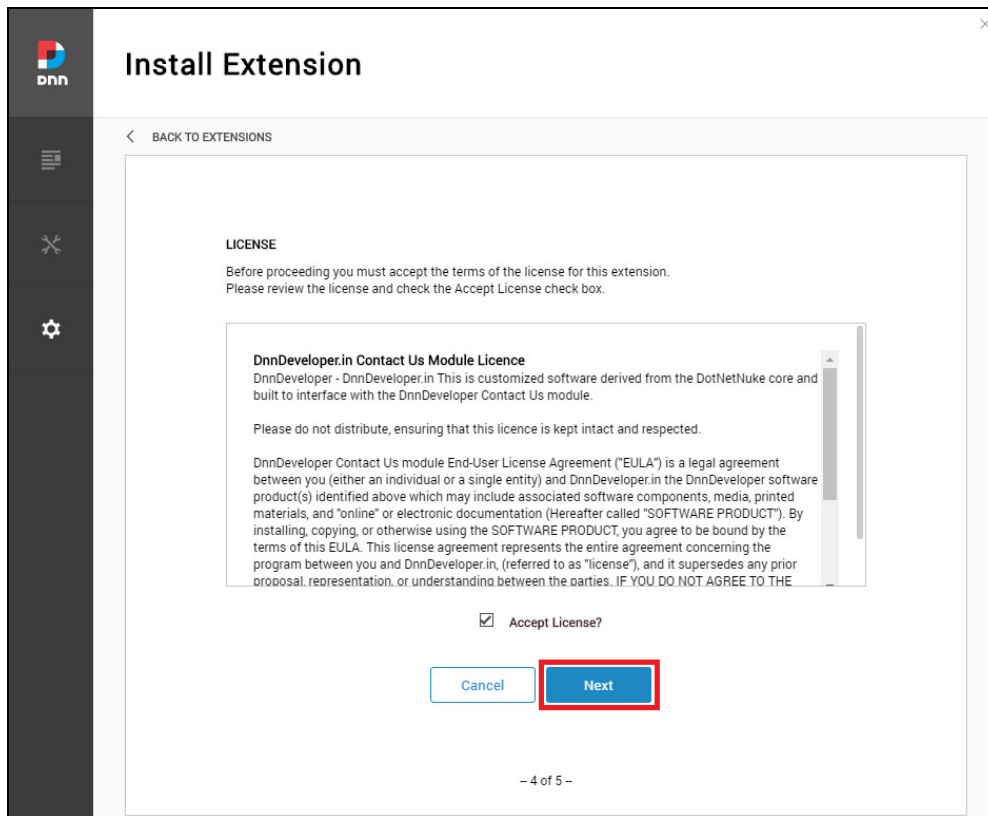 DNN
Install Extension
BACK TO EXTENSIONS
LICENSE
Before proceeding you must accept the terms of the license for this extension.
Please review the license and check the Accept License check box.
DnnDeveloper.in Contact Us Module Licence
DnnDeveloper - DnnDeveloper.in This is customized software derived from the DotNetNuke core and
built to interface with the DnnDeveloper Contact Us module.
Please do not distribute, ensuring that this licence is kept intact and respected.
DnnDeveloper Contact Us module End-User License Agreement ("EULA") is a legal agreement
between you (either an individual or a single entity) and DnnDeveloper.in the DnnDeveloper software
product(s) identified above which may include associated software components, media, printed
materials, and "online" or electronic documentation (Hereafter called "SOFTWARE PRODUCT"). By
installing, copying, or otherwise using the SOFTWARE PRODUCT, you agree to be bound by the
terms of this EULA. This license agreement represents the entire agreement concerning the
program between you and DnnDeveloper.in, (referred to as "license"), and it supersedes any prior
proposal, representation, or understanding between the parties. IF YOU DO NOT AGREE TO THE
Accept License?
Cancel
Next
-- 4 of 5 --